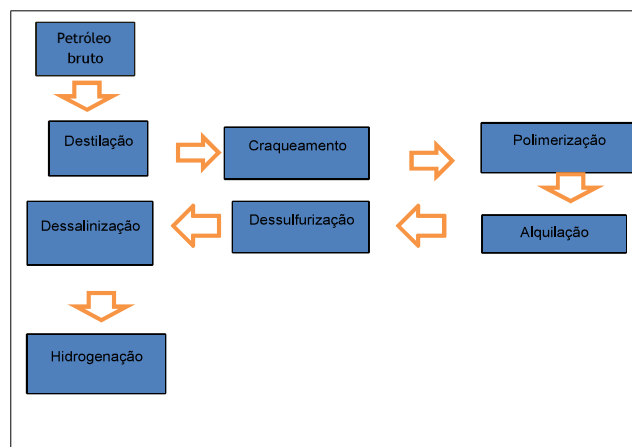 Petróleo
bruto
Destilação
Craqueamento
Polimerização
Alquilação
Dessulfurização
Dessalinização
Hidrogenação